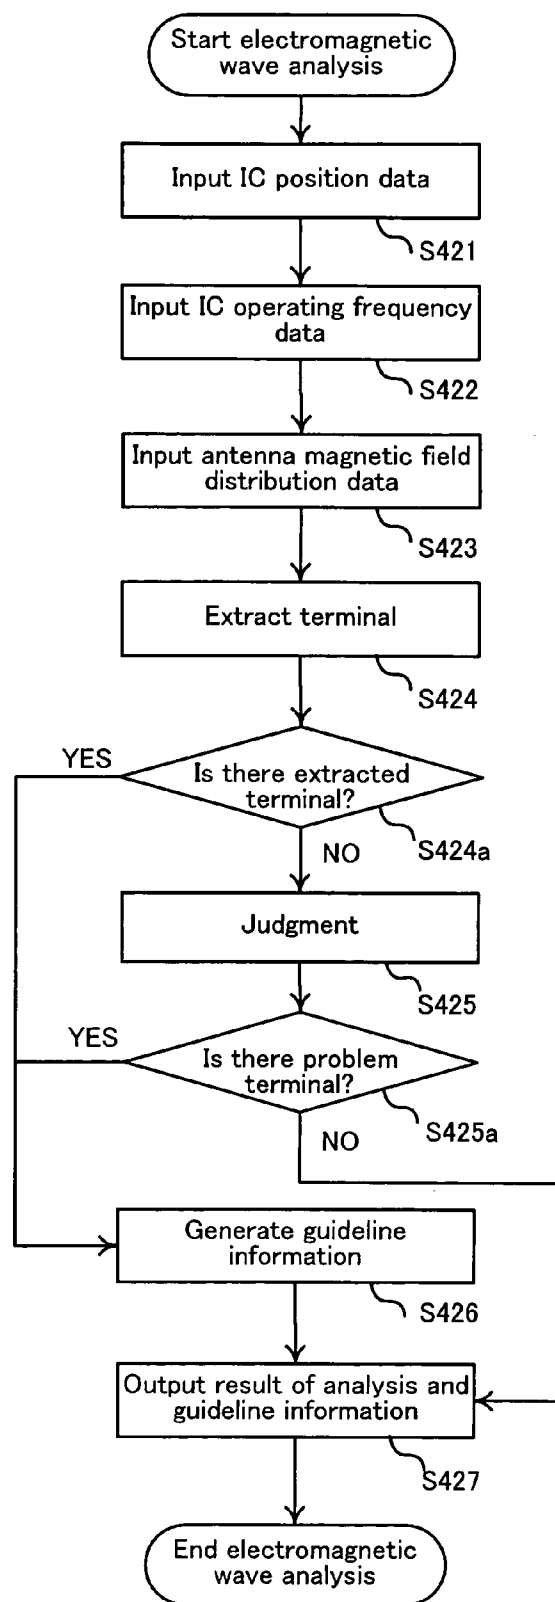 Start electromagnetic
wave analysis
Input IC position data
S421
Input IC operating frequency
data
S422
Input antenna magnetic field
distribution data
S423
Extract terminal
S424
YES
Is there extracted
terminal?
S424a
NO
Judgment
S425
YES
Is there problem
terminal?
S425a
NO
Generate guideline
information
S426
Output result of analysis and
guideline information
S427
End electromagnetic
wave analysis